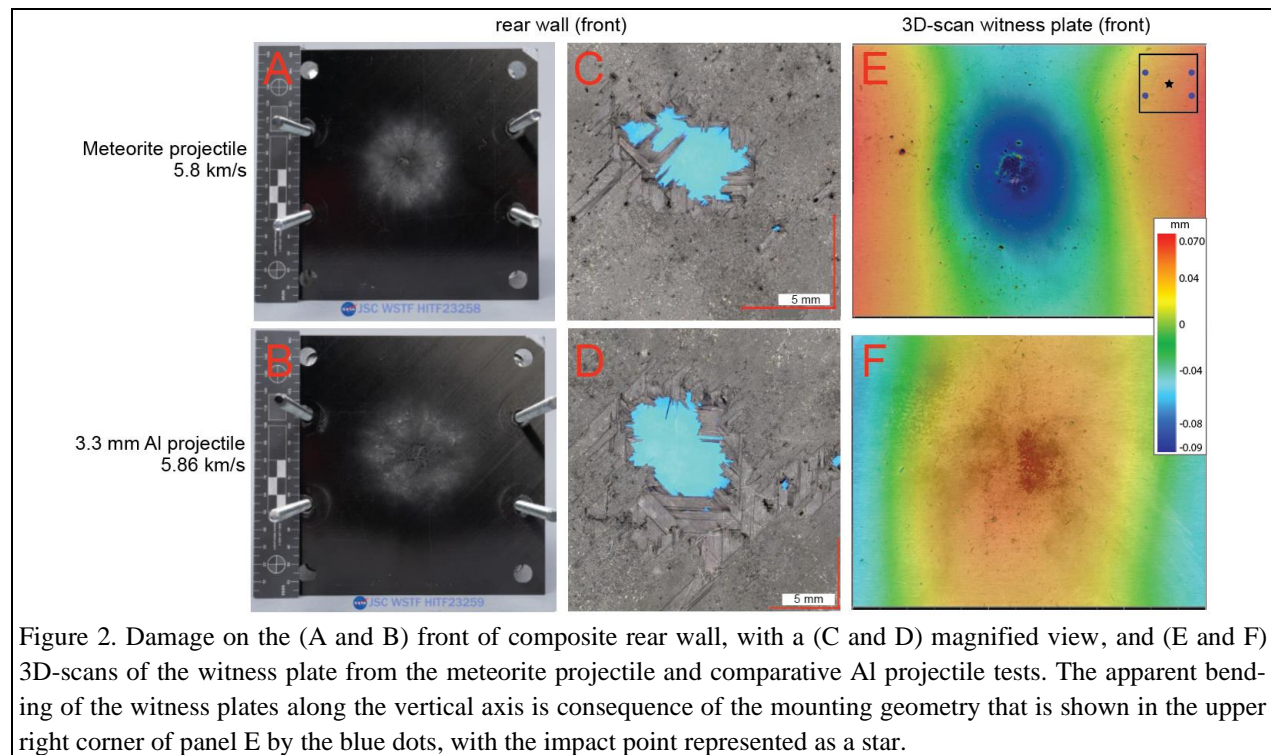 rear wall (front)
3D-scan witness plate (front)
A
C
E
Meteorite projectile
5.8 km/s
JSC WSTF HITF23258
5 mm
mm
0.070
0.04
0
-0.04
-0.08
-0.09
B
D
F
3.3 mm Al projectile
5.86 km/s
JSC WSTF HITF23259
5 mm
Figure 2. Damage on the (A and B) front of composite rear wall, with a (C and D) magnified view, and (E and F)
3D-scans of the witness plate from the meteorite projectile and comparative Al projectile tests. The apparent bend-
ing of the witness plates along the vertical axis is consequence of the mounting geometry that is shown in the upper
right corner of panel E by the blue dots, with the impact point represented as a star.